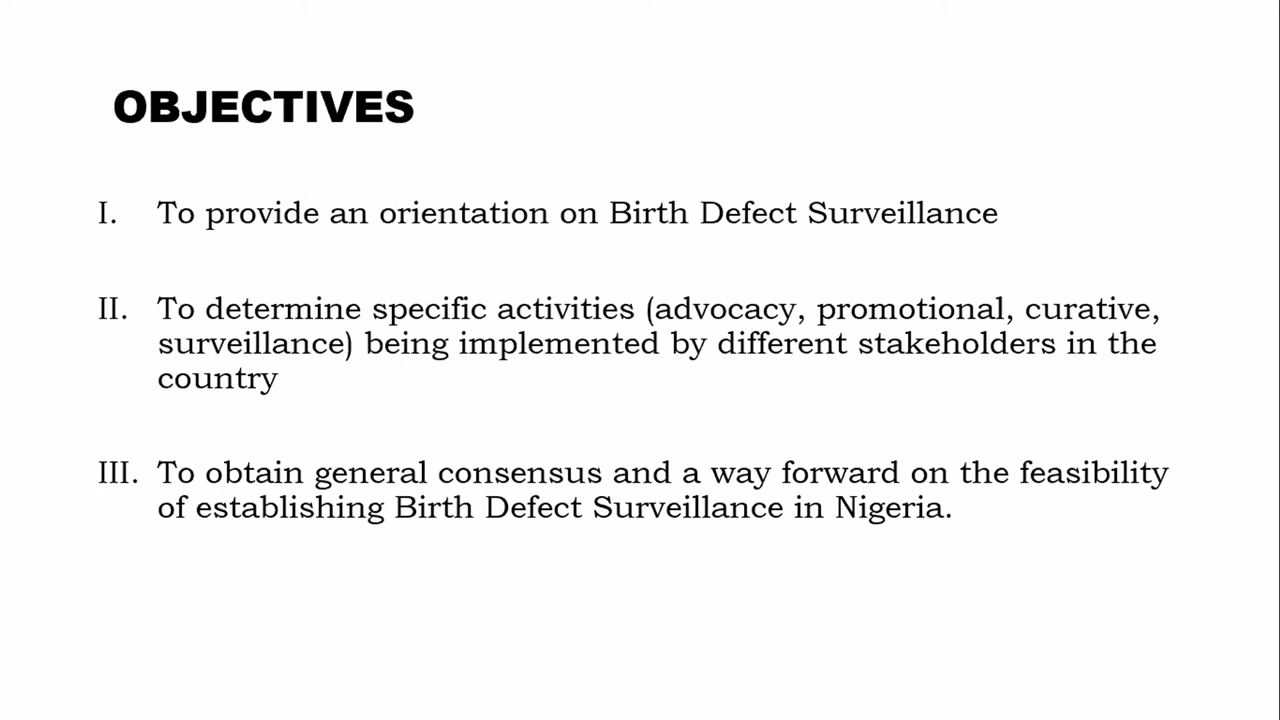 OBJECTIVES
I. To provide an orientation on Birth Defect Surveillance
II. To determine specific activities (advocacy, promotional, curative,
surveillance) being implemented by different stakeholders in the
country
III. To obtain general consensus and a way forward on the feasibility
of establishing Birth Defect Surveillance in Nigeria.